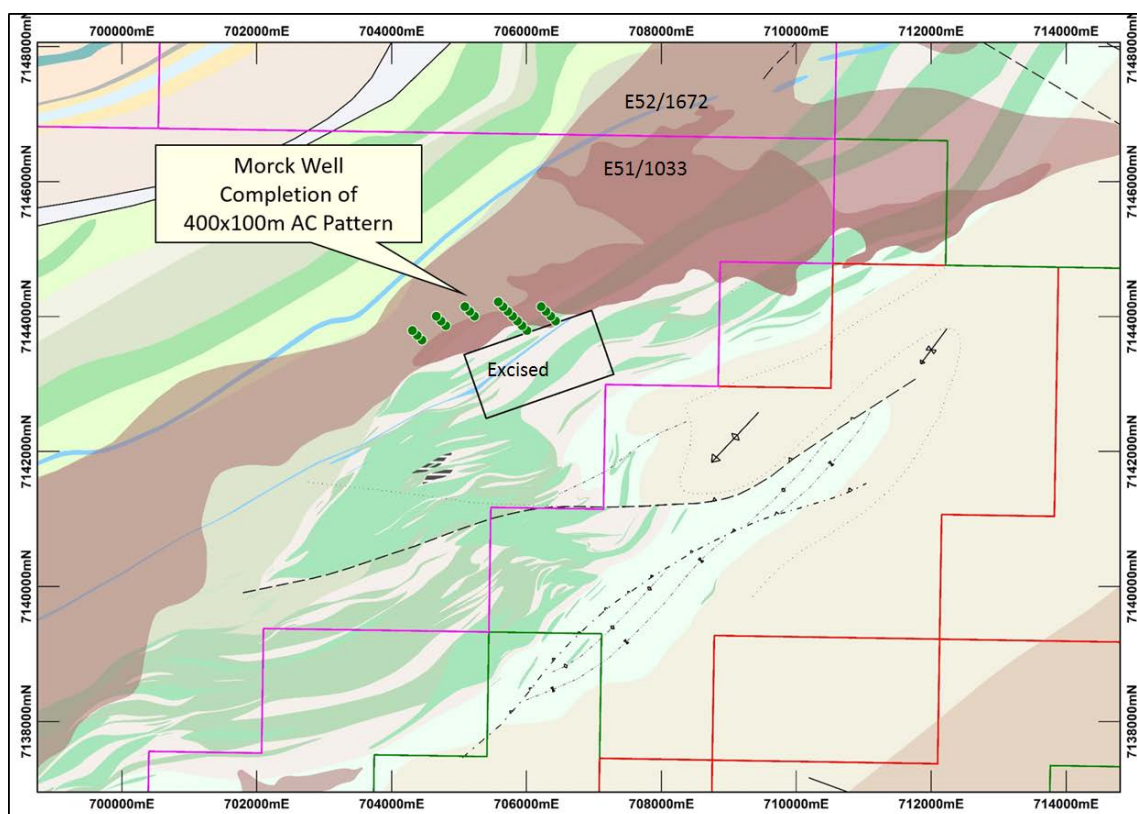 700000mE 702000mE 704000mE 706000mE 708000mE 710000mE 712000mE 714000mE
7148000mN 7148000mN
E52/1672
Morck Well
Completion of
400x100m AC Pattern
E51/1033
7146000mN 7146000mN
7144000mN 7144000mN
Excised
7142000mN 7142000mN
7140000mN 7140000mN
7138000mN 7138000mN
700000mE 702000mE 704000mE 706000mE 708000mE 710000mE 712000mE 714000mE